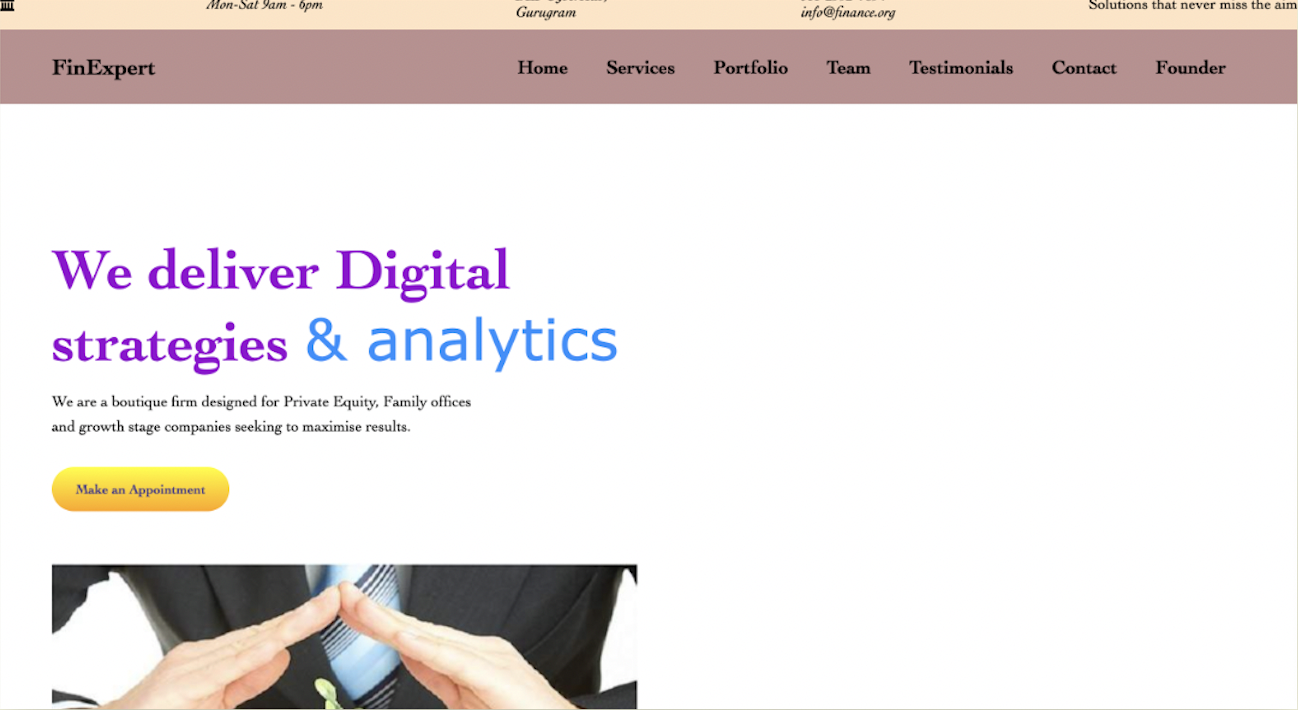 Mon-Sat 9am - 6pm
Gurugram
info@finance.org
Solutions that never miss the aim
FinExpert
Home Services Portfolio Team Testimonials Contact Founder
We deliver Digital
strategies & analytics
We are a boutique firm designed for Private Equity, Family offices
and growth stage companies seeking to maximise results.
Make an Appointment